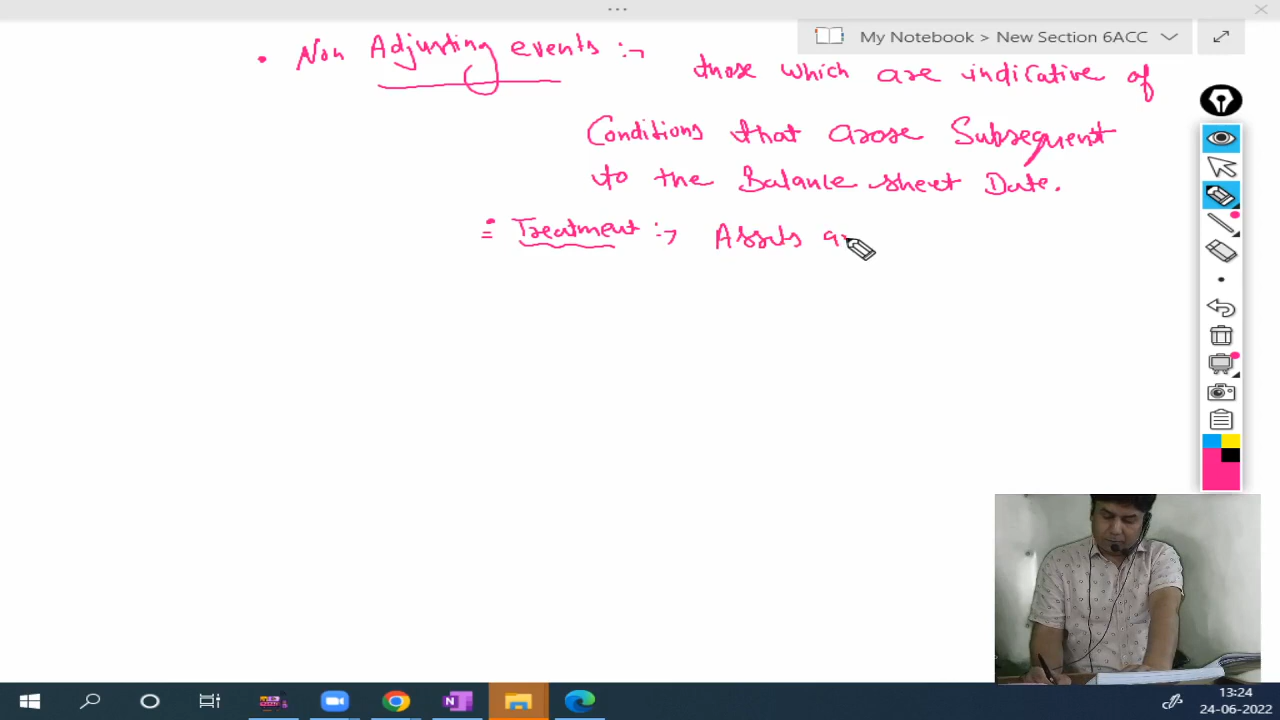 My Notebook > New Section 6ACC
• Non Adjusting events :- those which are indicative of
Conditions that arose Subsequent
to the Balance sheet Date.
Treatment :- Assets a
13:24
24-06-2022